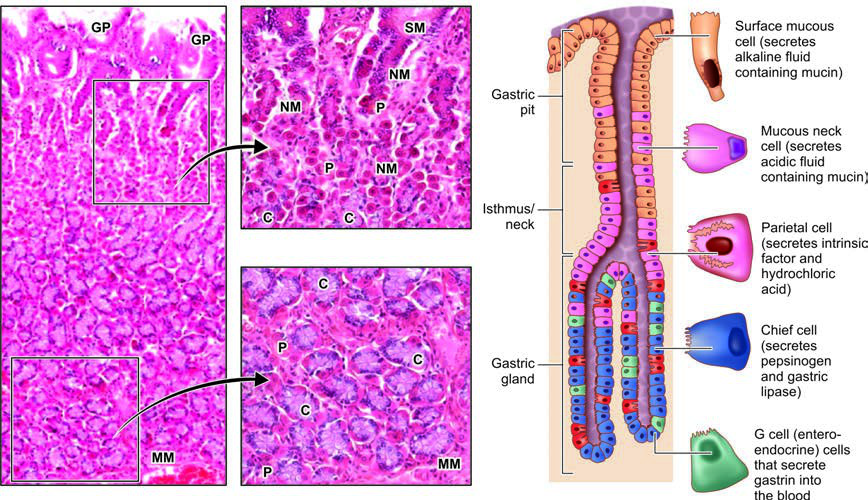 GP
GP
SM
NM
NM
P
P
NM
C
C
C
P
C
C
P
MM
MM
Gastric
pit
Isthmus/
neck
Gastric
gland
Surface mucous
cell (secretes
alkaline fluid
containing mucin)
Mucous neck
cell (secretes
acidic fluid
containing mucin)
Parietal cell
(secretes intrinsic
factor and
hydrochloric
acid)
Chief cell
(secretes
pepsinogen
and gastric
lipase)
G cell (entero-
endocrine) cells
that secrete
gastrin into
the blood